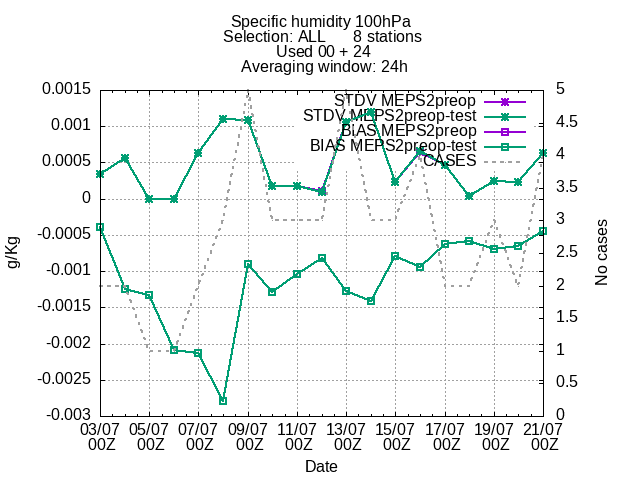 Specific humidity 100hPa
Selection: ALL 8 stations
Used 00 + 24
Averaging window: 24h
STDV MEPS2preop
STDV MEPS2preop-test
BIAS MEPS2preop
BIAS MEPS2preop-test
CASES
0.0015
0.001
0.0005
0
-0.0005
-0.001
-0.0015
-0.002
-0.0025
-0.003
g/Kg
5
4.5
4
3.5
3
2.5
2
1.5
1
0.5
0
No cases
03/07 05/07 07/07 09/07 11/07 13/07 15/07 17/07 19/07 21/07
00Z 00Z 00Z 00Z 00Z 00Z 00Z 00Z 00Z 00Z
Date